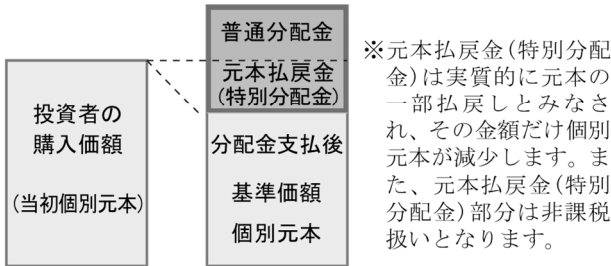 投資者の
購入価額
(当初個別元本)
普通分配金
元本払戻金
(特別分配金)
分配金支払後
基準価額
個別元本
※元本払戻金(特別分配
金)は実質的に元本の
一部払戻しとみなさ
れ、その金額だけ個別
元本が減少します。ま
た、元本払戻金(特別
分配金)部分は非課税
扱いとなります。